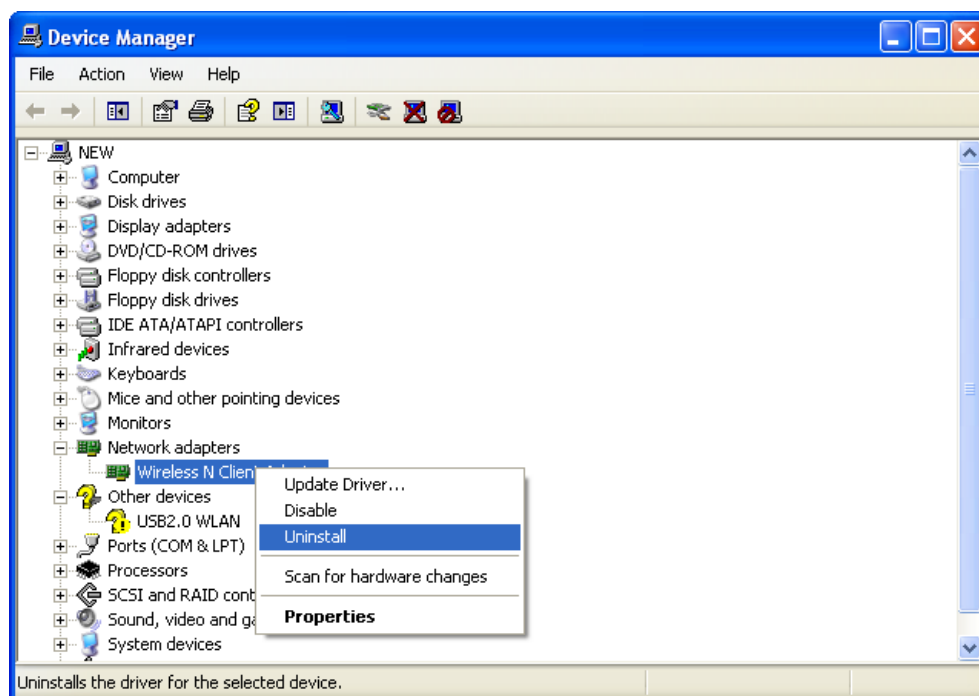 Device Manager
File Action View Help
NEW
Computer
Disk drives
Display adapters
DVD/CD-ROM drives
Floppy disk controllers
Floppy disk drives
IDE ATA/ATAPI controllers
Infrared devices
Keyboards
Mice and other pointing devices
Monitors
Network adapters
Wireless N Client
Other devices
USB2.0 WLAN
Ports (COM & LPT)
Processors
SCSI and RAID
Sound, video and
System devices
Update Driver...
Disable
Uninstall
Scan for hardware changes
Properties
Uninstalls the driver for the selected device.